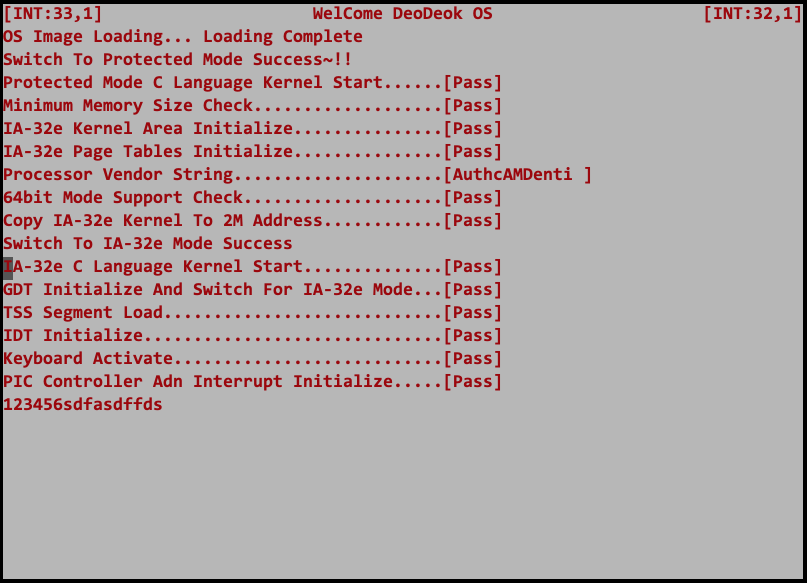 [INT:33,1] WelCome DeoDeok OS [INT:32,1]
OS Image Loading... Loading Complete
Switch To Protected Mode Success~!!
Protected Mode C Language Kernel Start......[Pass]
Minimum Memory Size Check...................[Pass]
IA-32e Kernel Area Initialize...............[Pass]
IA-32e Page Tables Initialize...............[Pass]
Processor Vendor String.....................[AuthcAMDenti ]
64bit Mode Support Check....................[Pass]
Copy IA-32e Kernel To 2M Address............[Pass]
Switch To IA-32e Mode Success
IA-32e C Language Kernel Start..............[Pass]
GDT Initialize And Switch For IA-32e Mode...[Pass]
TSS Segment Load............................[Pass]
IDT Initialize..............................[Pass]
Keyboard Activate...........................[Pass]
PIC Controller Adn Interrupt Initialize.....[Pass]
123456sdfasdffds